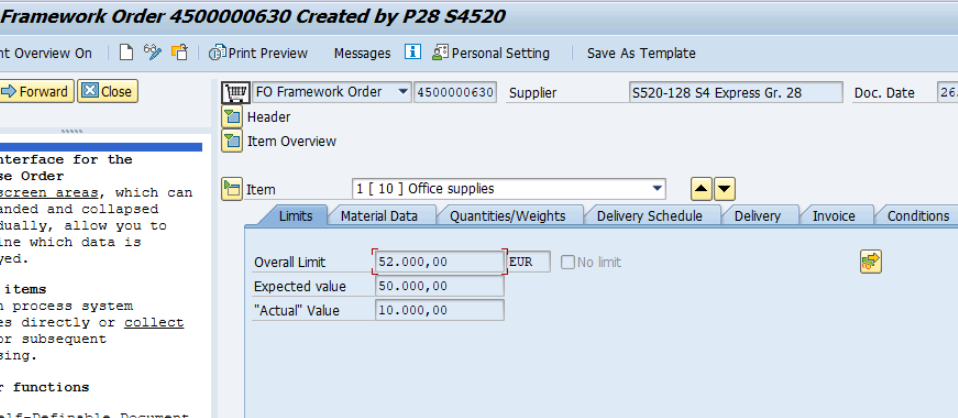 Framework Order 4500000630 Created by P28 S4520
nt Overview On Print Preview Messages Personal Setting Save As Template
Forward Close
FO Framework Order 4500000630 Supplier S520-128 S4 Express Gr. 28 Doc. Date 26.
Header
Item Overview
nterface for the
se Order
screen areas, which can
anded and collapsed
dually, allow you to
ine which data is
yed.
items
n process system
es directly or collect
or subsequent
sing.
r functions
elf-Definable Document
Item 1 [ 10 ] Office supplies
Limits Material Data Quantities/Weights Delivery Schedule Delivery Invoice Conditions
Overall Limit 52.000,00 EUR No limit
Expected value 50.000,00
"Actual" Value 10.000,00